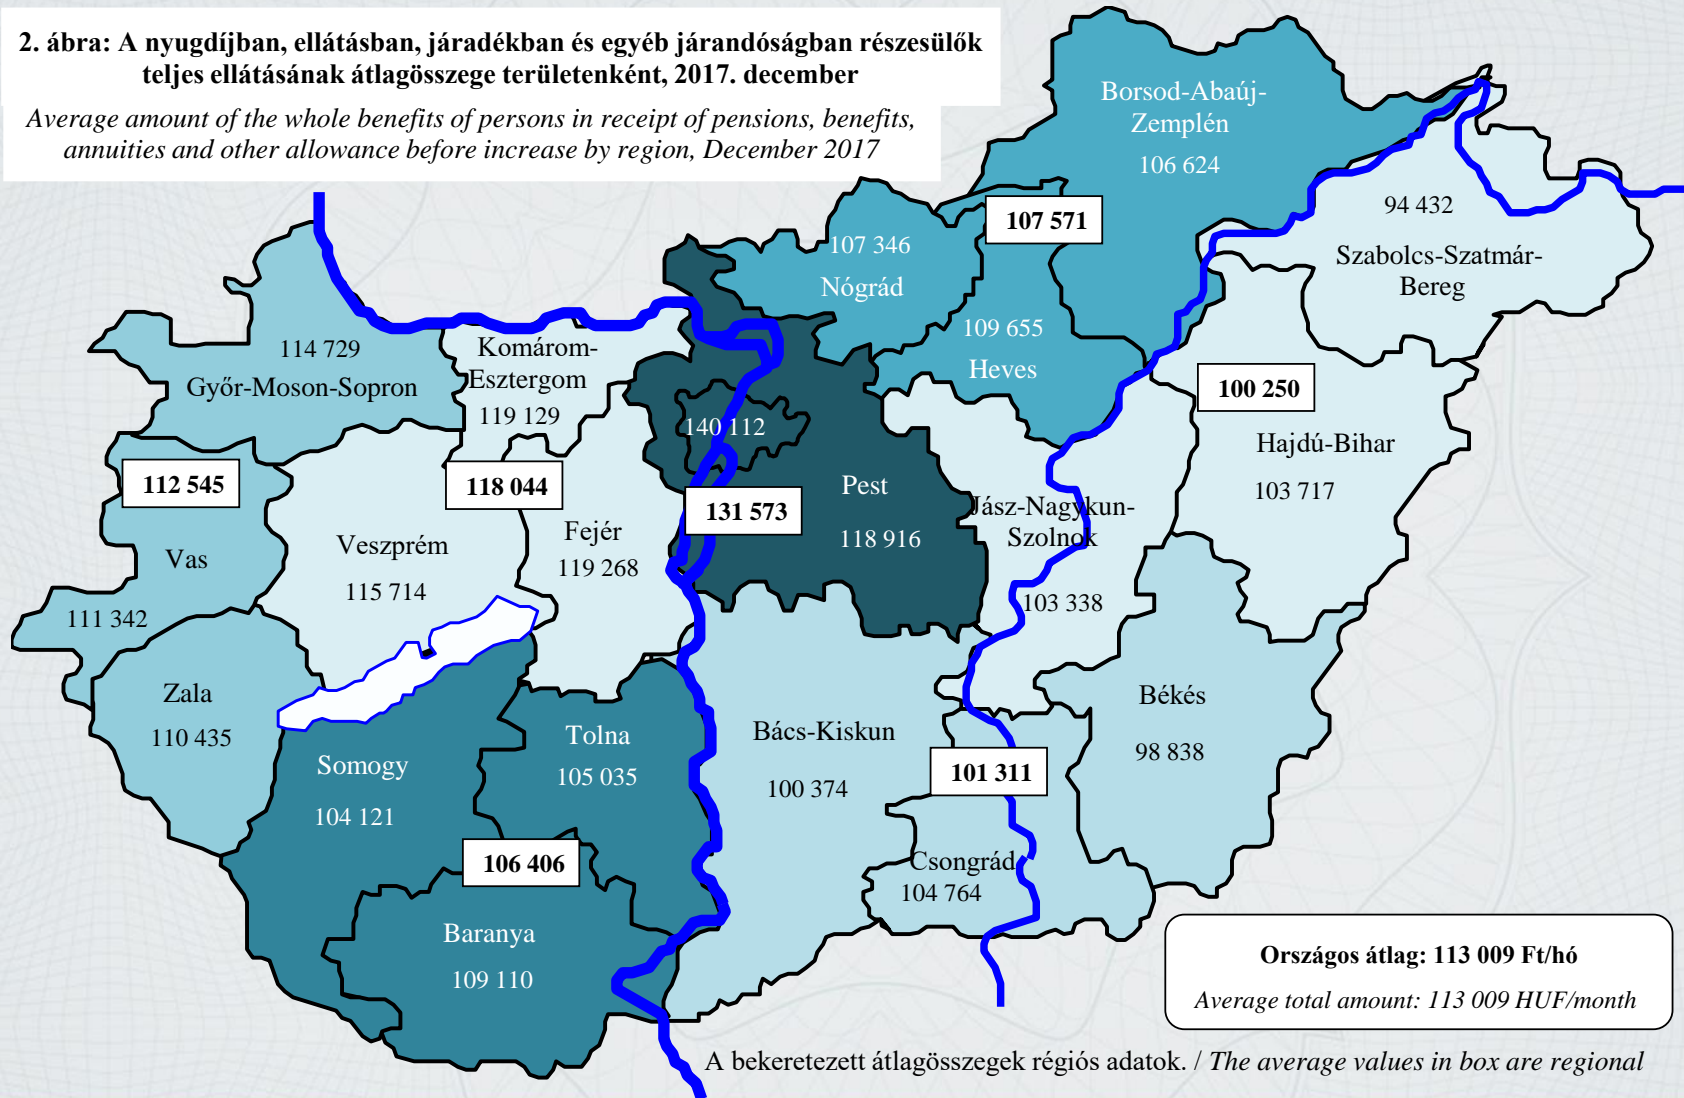 2. ábra: A nyugdíjban, ellátásban, járadékban és egyéb járandóságban részesülők
teljes ellátásának átlagösszege területenként, 2017. december
Average amount of the whole benefits of persons in receipt of pensions, benefits,
annuities and other allowance before increase by region, December 2017
Borsod-Abaúj-
Zemplén
106 624
94 432
Szabolcs-Szatmár-
Bereg
107 571
107 346
Nógrád
109 655
Heves
114 729
Győr-Moson-Sopron
Komárom-
Esztergom
119 129
100 250
Hajdú-Bihar
103 717
140 112
112 545
118 044
131 573
Pest
118 916
Jász-Nagykun-
Szolnok
103 338
Vas
111 342
Veszprém
115 714
Fejér
119 268
Zala
110 435
Somogy
104 121
Tolna
105 035
Bács-Kiskun
100 374
Békés
98 838
101 311
Csongrád
104 764
106 406
Baranya
109 110
Országos átlag: 113 009 Ft/hó
Average total amount: 113 009 HUF/month
A bekeretezett átlagösszegek régiós adatok. / The average values in box are regional